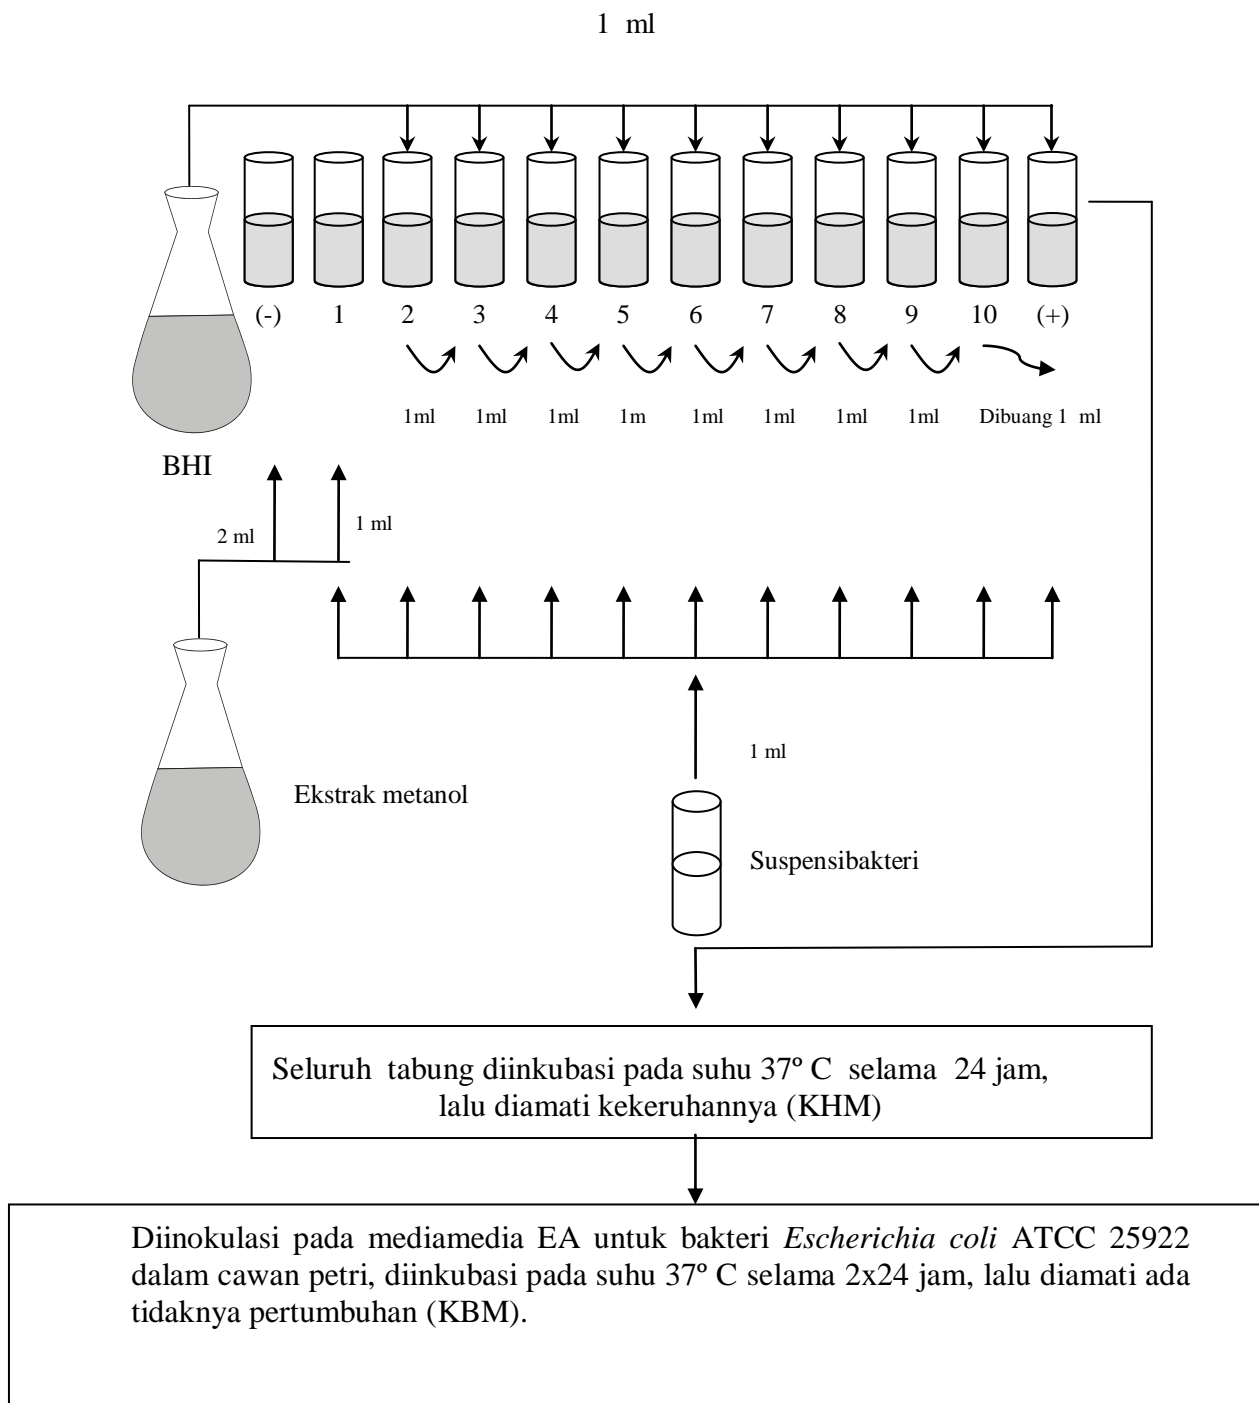 1 ml
(-) 1 2 3 4 5 6 7 8 9 10 (+)
1ml 1ml 1ml 1m 1ml 1ml 1ml 1ml Dibuang 1 ml
BHI
2 ml
1 ml
1 ml
Ekstrak metanol
Suspensibakteri
Seluruh tabung diinkubasi pada suhu 37º C selama 24 jam,
lalu diamati kekeruhannya (KHM)
Diinokulasi pada mediamedia EA untuk bakteri Escherichia coli ATCC 25922
dalam cawan petri, diinkubasi pada suhu 37º C selama 2x24 jam, lalu diamati ada
tidaknya pertumbuhan (KBM).